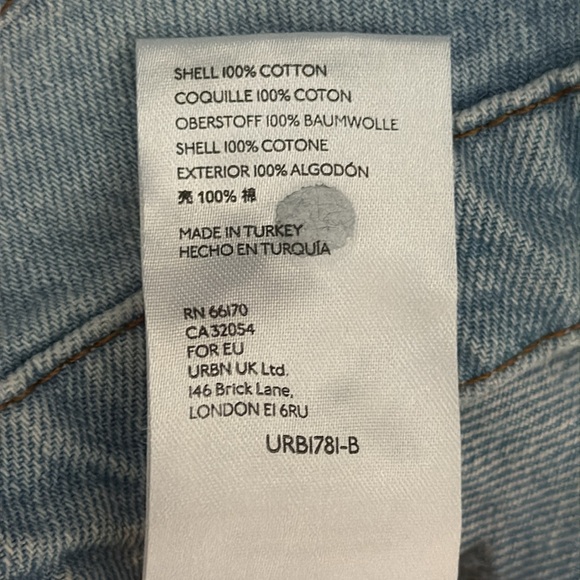 SHELL 100% COTTON
COQUILLE 100% COTON
OBERSTOFF 100% BAUMWOLLE
SHELL 100% COTONE
EXTERIOR 100% ALGODÓN
壳 100% 棉
MADE IN TURKEY
HECHO EN TURQUÍA
RN 66170
CA 32054
FOR EU
URBN UK Ltd.
146 Brick Lane,
LONDON E1 6RU
URB1781-B